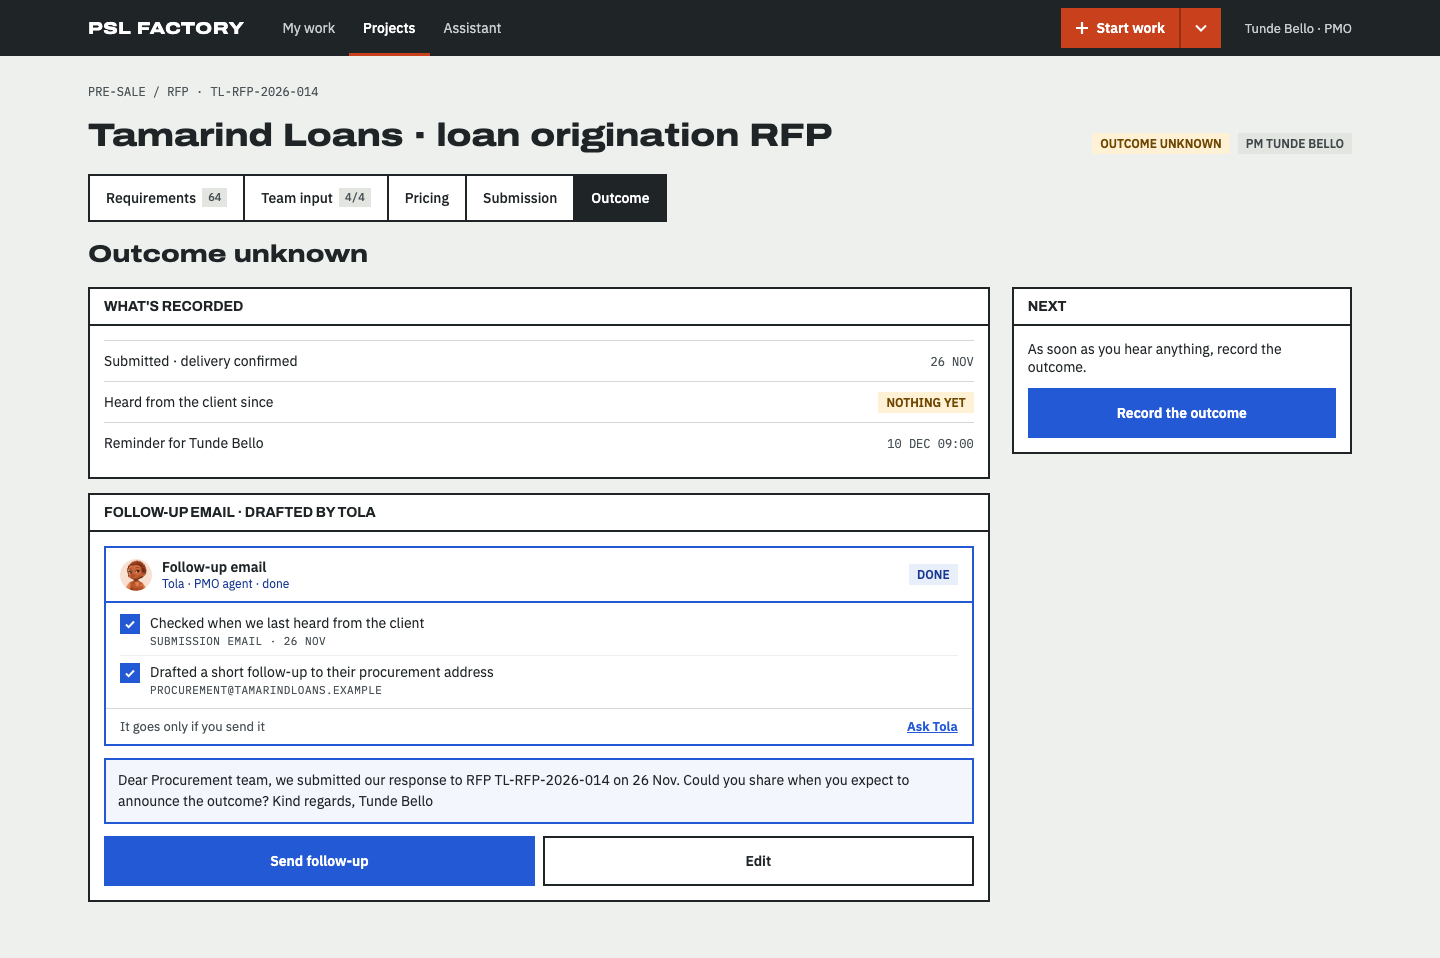 PSL FACTORY
My work
Projects
Assistant
Start work
Tunde Bello · PMO
PRE-SALE / RFP · TL-RFP-2026-014
Tamarind Loans · loan origination RFP
OUTCOME UNKNOWN
PM TUNDE BELLO
Requirements 64
Team input 4/4
Pricing
Submission
Outcome
Outcome unknown
WHAT'S RECORDED
Submitted · delivery confirmed
26 NOV
Heard from the client since
NOTHING YET
Reminder for Tunde Bello
10 DEC 09:00
NEXT
As soon as you hear anything, record the
outcome.
Record the outcome
FOLLOW-UP EMAIL · DRAFTED BY TOLA
Follow-up email
Tola · PMO agent · done
DONE
Checked when we last heard from the client
SUBMISSION EMAIL · 26 NOV
Drafted a short follow-up to their procurement address
PROCUREMENT@TAMARINDLOANS.EXAMPLE
It goes only if you send it
Ask Tola
Dear Procurement team, we submitted our response to RFP TL-RFP-2026-014 on 26 Nov. Could you share when you expect to
announce the outcome? Kind regards, Tunde Bello
Send follow-up
Edit